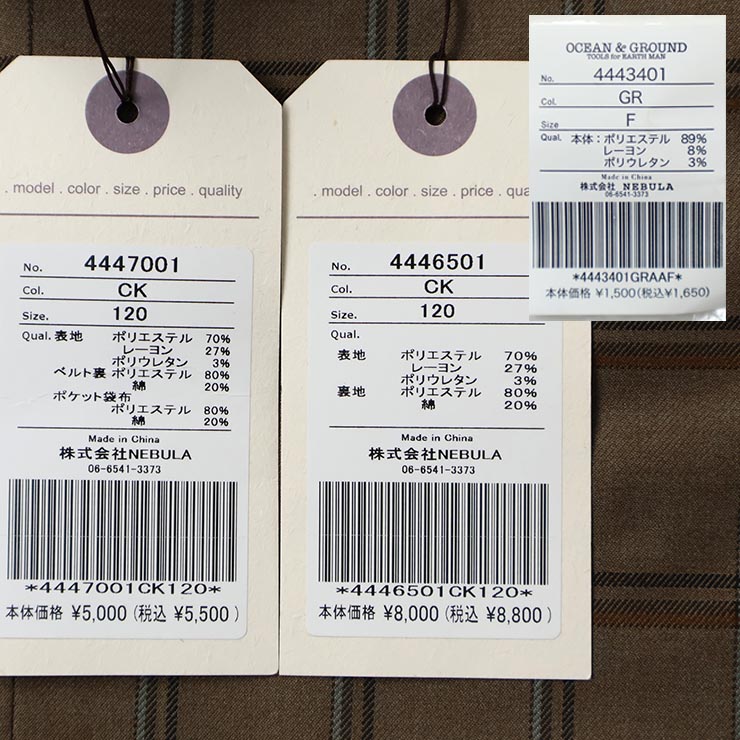 . model . color . size . price . quality
No. 4447001
Col. CK
Size. 120
Qual. 表地 ポリエステル 70%
レーヨン 27%
ポリウレタン 3%
ベルト裏 ポリエステル 80%
綿 20%
ポケット袋布
ポリエステル 80%
綿 20%
Made in China
株式会社NEBULA
06-6541-3373
*4447001CK120*
本体価格 ¥5,000(税込 ¥5,500)
. model . color . size . price . qua
No. 4446501
Col. CK
Size. 120
Qual.
表地 ポリエステル 70%
レーヨン 27%
ポリウレタン 3%
裏地 ポリエステル 80%
綿 20%
Made in China
株式会社NEBULA
06-6541-3373
*4446501CK120*
本体価格 ¥8,000(税込 ¥8,800)
OCEAN & GROUND
TOOLS for EARTH MAN
No. 4443401
Col. GR
Size F
Qual. 本体:ポリエステル 89%
レーヨン 8%
ポリウレタン 3%
Made in China
株式会社 NEBULA
06-6541-3373
*4443401GRAAF*
本体価格 ¥1,500(税込¥1,650)